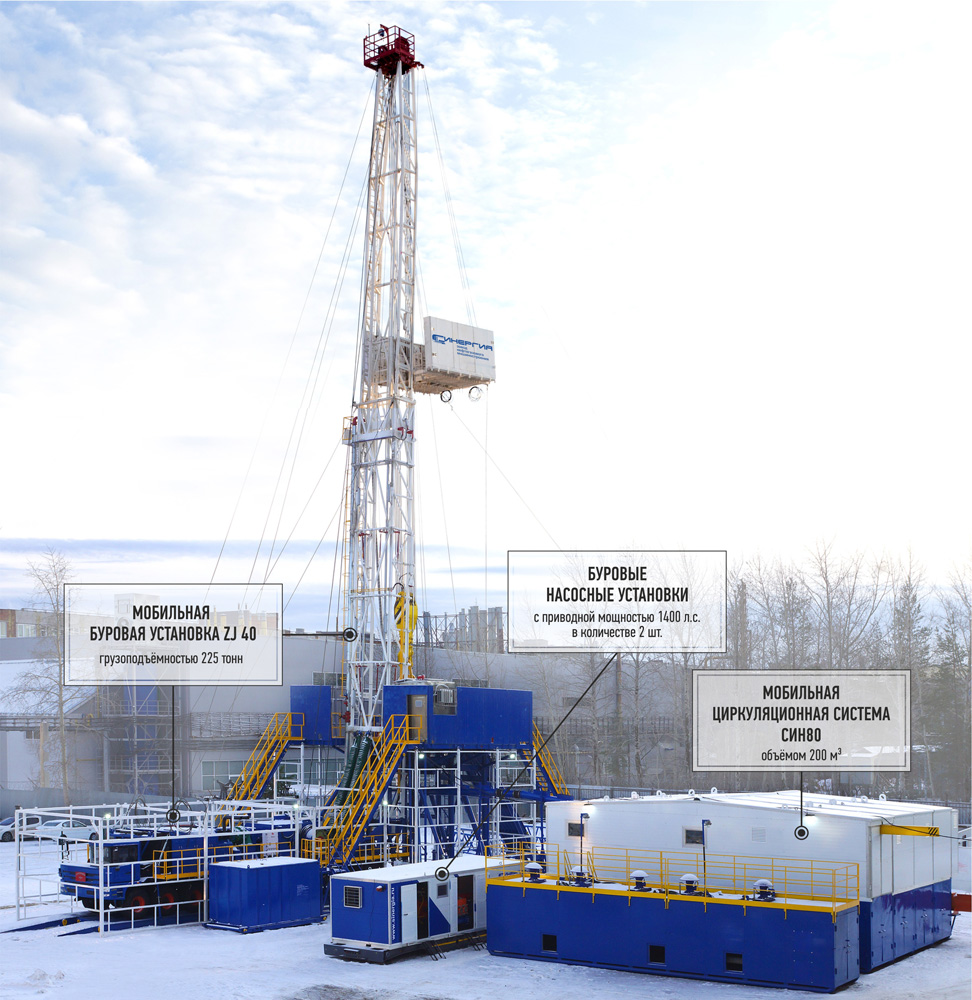 СИНЕРГИЯ
МОБИЛЬНАЯ
БУРОВАЯ УСТАНОВКА ZJ 40
грузоподъёмностью 225 тонн
БУРОВЫЕ
НАСОСНЫЕ УСТАНОВКИ
с приводной мощностью 1400 л.с.
в количестве 2 шт.
МОБИЛЬНАЯ
ЦИРКУЛЯЦИОННАЯ СИСТЕМА
СИН80
объёмом 200 м³